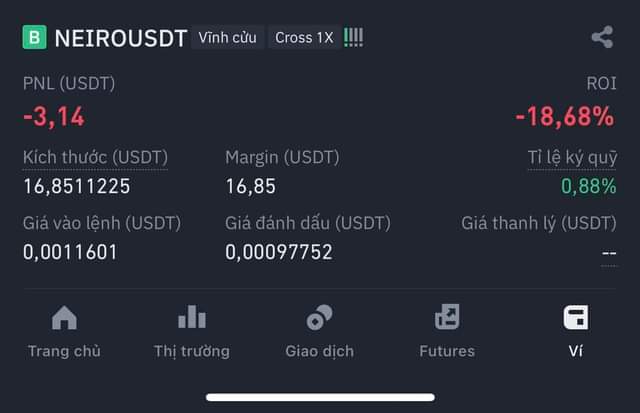 B NEIROUSDT Vĩnh cửu Cross 1X
PNL (USDT) ROI
-3,14 -18,68%
Kích thước (USDT) Margin (USDT) Tỉ lệ ký quỹ
16,8511225 16,85 0,88%
Giá vào lệnh (USDT) Giá đánh dấu (USDT) Giá thanh lý (USDT)
0,0011601 0,00097752 --
Trang chủ Thị trường Giao dịch Futures Ví